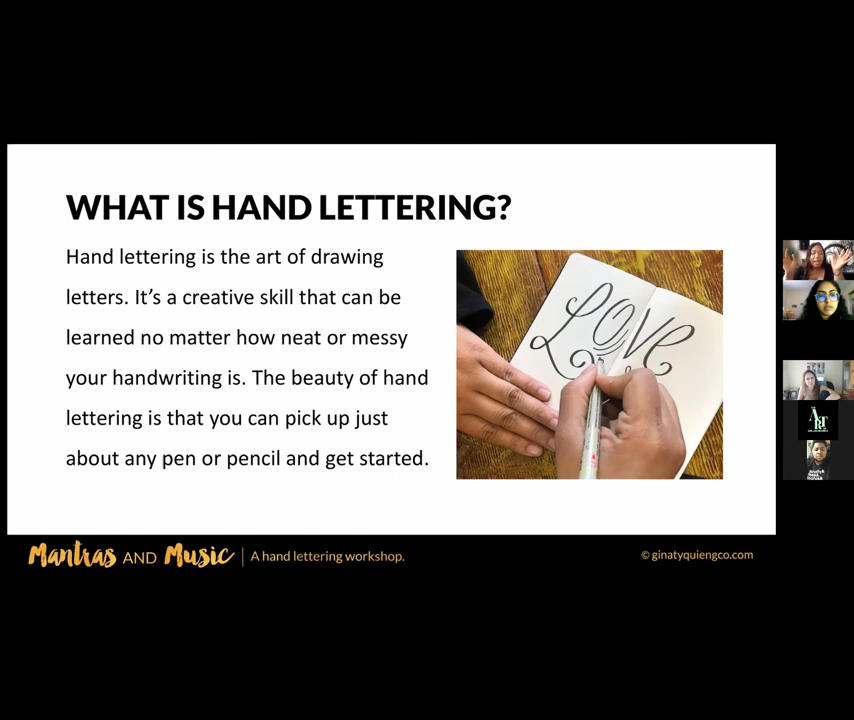 WHAT IS HAND LETTERING?
Hand lettering is the art of drawing
letters. It’s a creative skill that can be
learned no matter how neat or messy
your handwriting is. The beauty of hand
lettering is that you can pick up just
about any pen or pencil and get started.
LOVE
Mantras AND Music | A hand lettering workshop.
© ginatyquiengco.com
ART